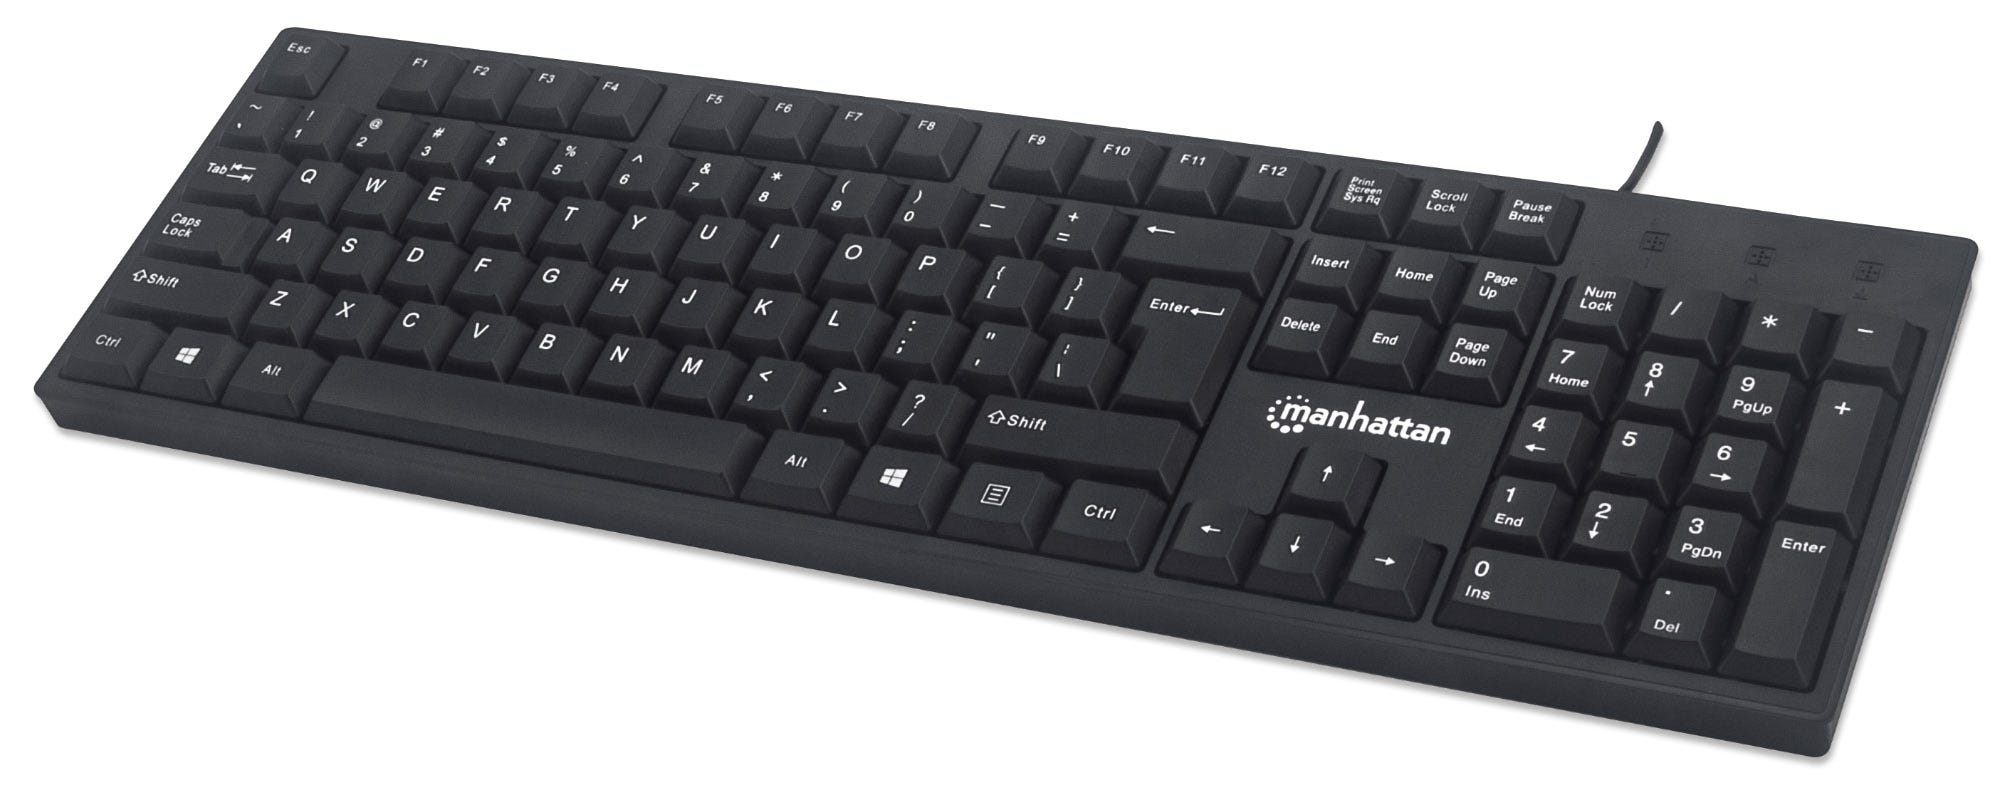 Esc F1 F2 F3 F4 F5 F6 F7 F8 F9 F10 F11 F12
Print
Screen
Sys Rq
Scroll
Lock
Pause
Break
~ ! @ # $ % ^ & * ( ) — +
` 1 2 3 4 5 6 7 8 9 0 – = ←
Insert Home Page
Up
Num
Lock
/ * –
Tab Q W E R T Y U I O P { }
[ ]
Enter
Delete End Page
Down
7
Home
8
↑
9
PgUp
+
Caps
Lock
A S D F G H J K L : " ¦
; ' \
manhattan
4
←
5
6
→
⇧Shift Z X C V B N M < > ?
, . /
⇧Shift
↑
1
End
2
↓
3
PgDn
Enter
Ctrl Alt Alt Ctrl
← ↓ →
0
Ins
.
Del